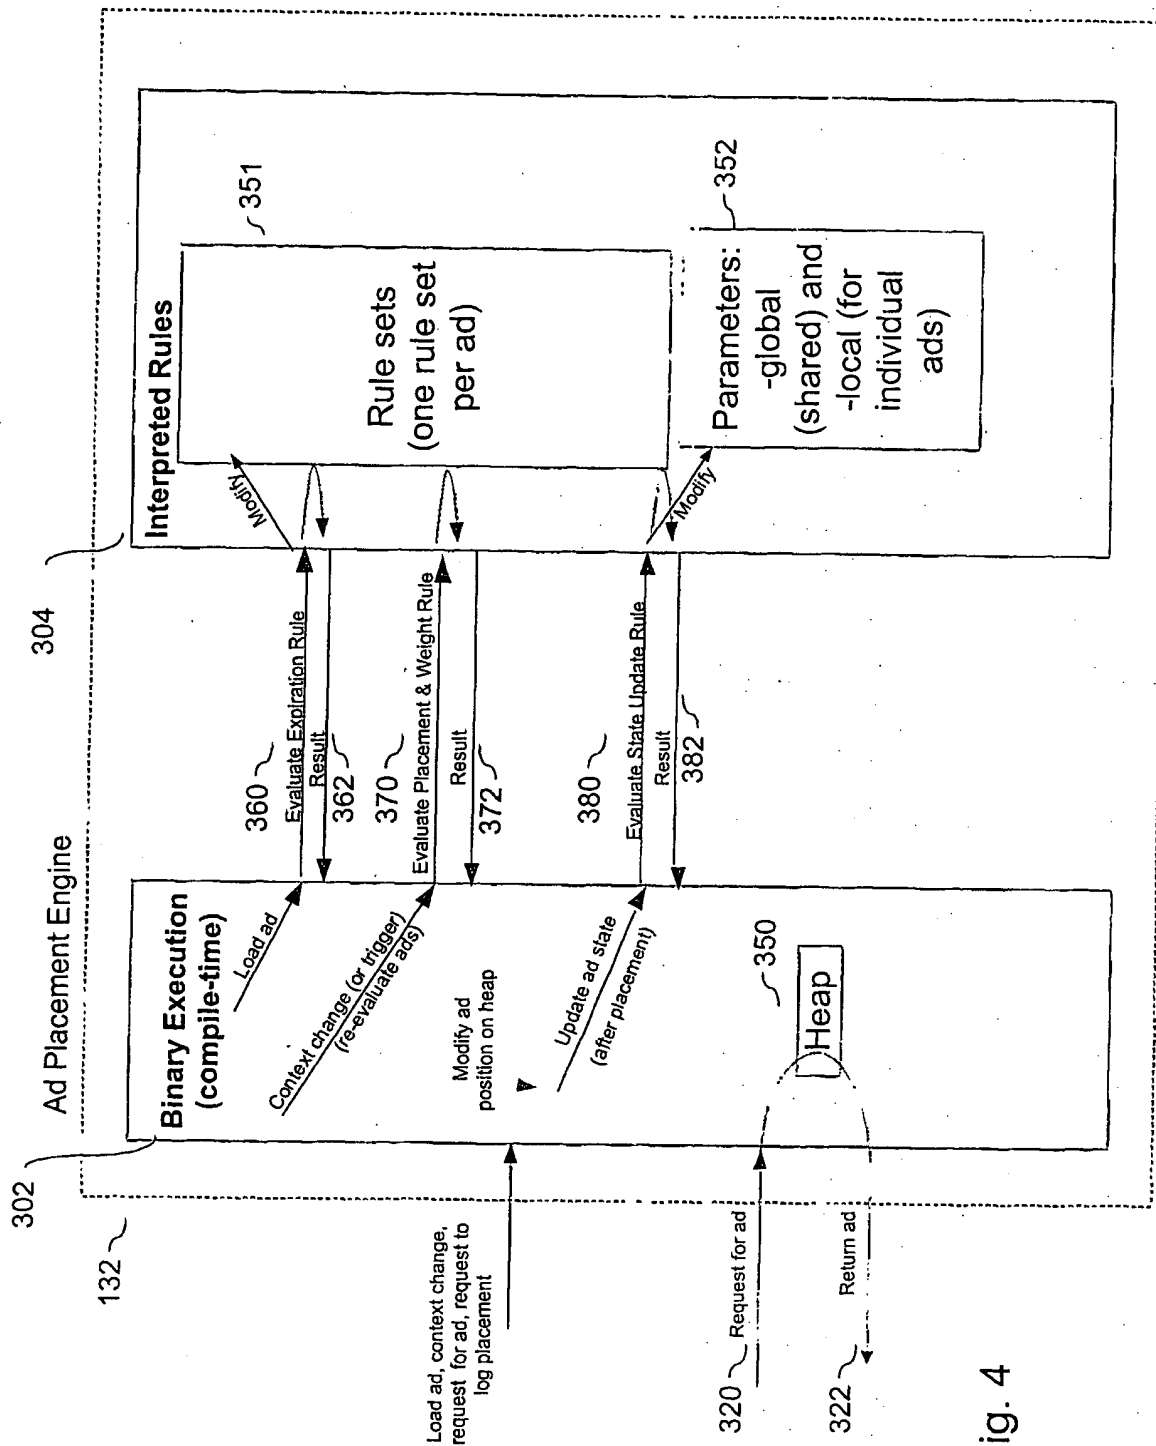 Ad Placement Engine
302
132
304
Binary Execution
(compile-time)
Load ad
Context change (or trigger)
(re-evaluate ads)
Modify ad
position on heap
Update ad state
(after placement)
350
Heap
Load ad, context change,
request for ad, request to
log placement
320
Request for ad
322
Return ad
360
Evaluate Expiration Rule
Result
362
370
Evaluate Placement & Weight Rule
Result
372
380
Evaluate State Update Rule
Result
382
Interpreted Rules
Modify
351
Rule sets
(one rule set
per ad)
Modify
352
Parameters:
-global
(shared) and
-local (for
individual
ads)
ig. 4